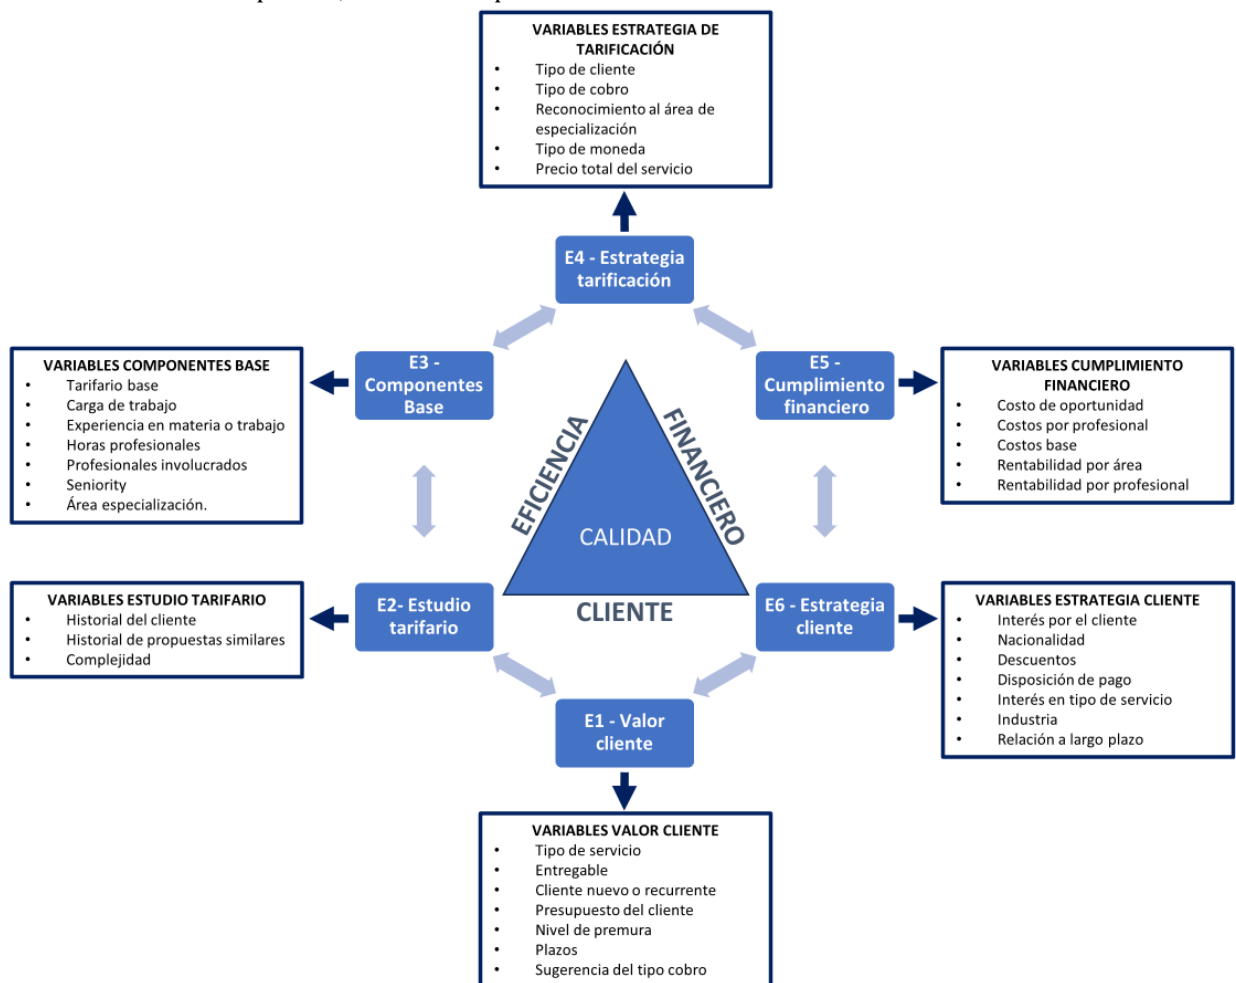 VARIABLES ESTRATEGIA DE
TARIFICACIÓN
• Tipo de cliente
• Tipo de cobro
• Reconocimiento al área de
especialización
• Tipo de moneda
• Precio total del servicio
E4 - Estrategia
tarificación
VARIABLES COMPONENTES BASE
• Tarifario base
• Carga de trabajo
• Experiencia en materia o trabajo
• Horas profesionales
• Profesionales involucrados
• Seniority
• Área especialización.
E3 -
Componentes
Base
E5 -
Cumplimiento
financiero
VARIABLES CUMPLIMIENTO
FINANCIERO
• Costo de oportunidad
• Costos por profesional
• Costos base
• Rentabilidad por área
• Rentabilidad por profesional
EFICIENCIA
FINANCIERO
CALIDAD
CLIENTE
VARIABLES ESTUDIO TARIFARIO
• Historial del cliente
• Historial de propuestas similares
• Complejidad
E2- Estudio
tarifario
E6 - Estrategia
cliente
VARIABLES ESTRATEGIA CLIENTE
• Interés por el cliente
• Nacionalidad
• Descuentos
• Disposición de pago
• Interés en tipo de servicio
• Industria
• Relación a largo plazo
E1 - Valor
cliente
VARIABLES VALOR CLIENTE
• Tipo de servicio
• Entregable
• Cliente nuevo o recurrente
• Presupuesto del cliente
• Nivel de premura
• Plazos
• Sugerencia del tipo cobro